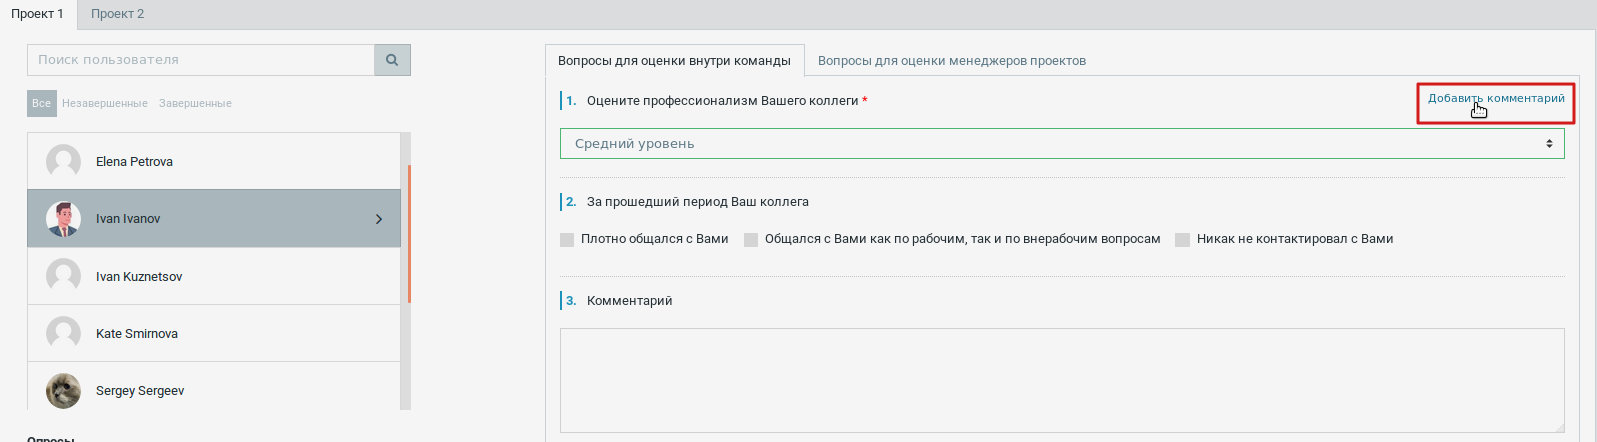 Проект 1 Проект 2
Поиск пользователя
Все Незавершенные Завершенные
Elena Petrova
Ivan Ivanov
Ivan Kuznetsov
Kate Smirnova
Sergey Sergeev
Опросы
Вопросы для оценки внутри команды Вопросы для оценки менеджеров проектов
1. Оцените профессионализм Вашего коллеги *
Добавить комментарий
Средний уровень
2. За прошедший период Ваш коллега
Плотно общался с Вами Общался с Вами как по рабочим, так и по внерабочим вопросам Никак не контактировал с Вами
3. Комментарий